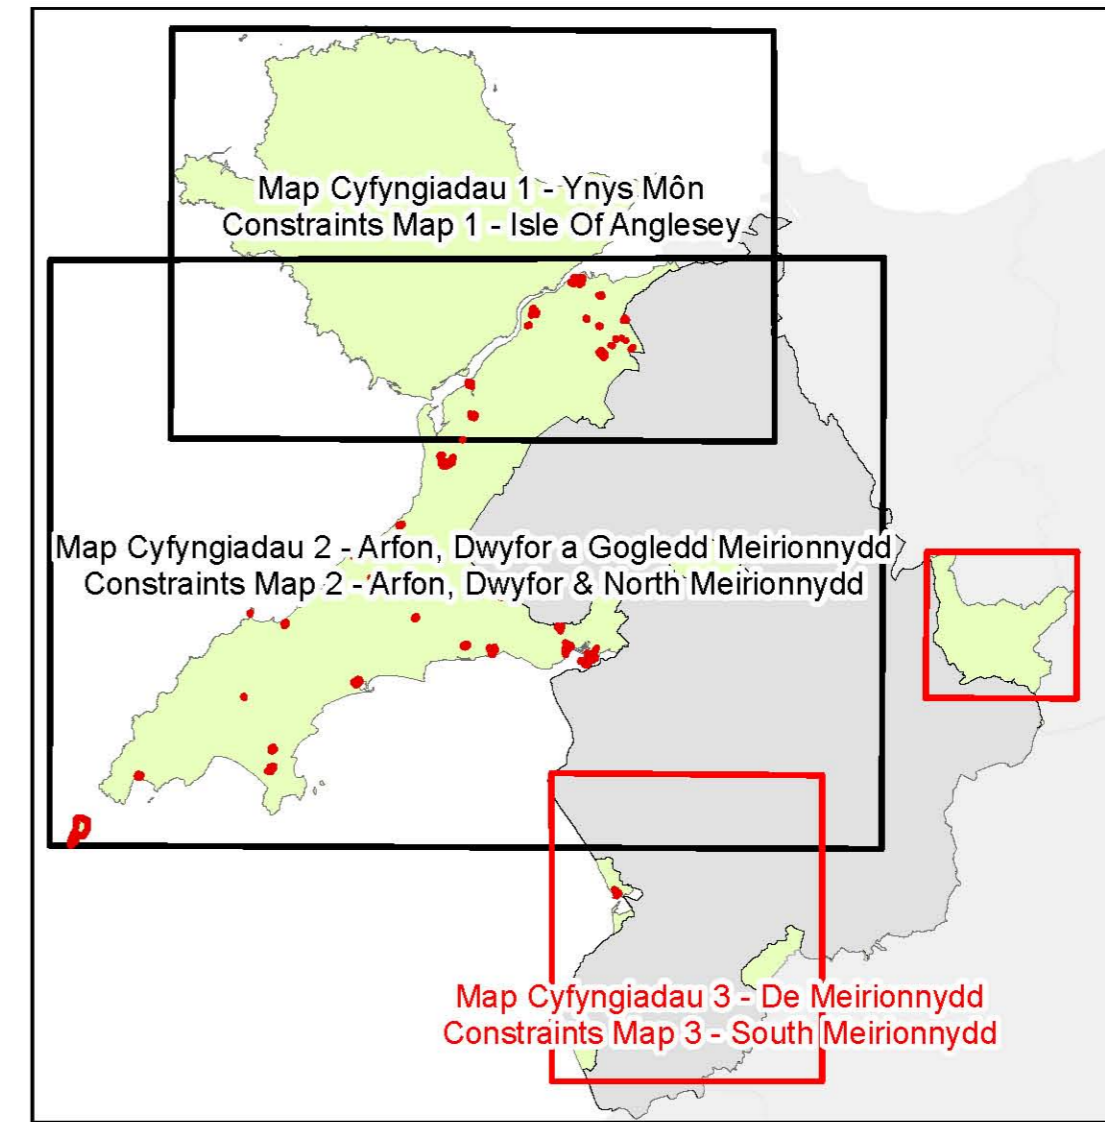 Map Cyfyngiadau 1 - Ynys Môn
Constraints Map 1 - Isle Of Anglesey
Map Cyfyngiadau 2 - Arfon, Dwyfor a Gogledd Meirionnydd
Constraints Map 2 - Arfon, Dwyfor & North Meirionnydd
Map Cyfyngiadau 3 - De Meirionnydd
Constraints Map 3 - South Meirionnydd